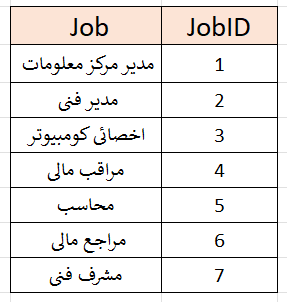 Job JobID
مدير مركز معلومات 1
مدير فنى 2
اخصائى كومبيوتر 3
مراقب مالى 4
محاسب 5
مراجع مالى 6
مشرف فنى 7